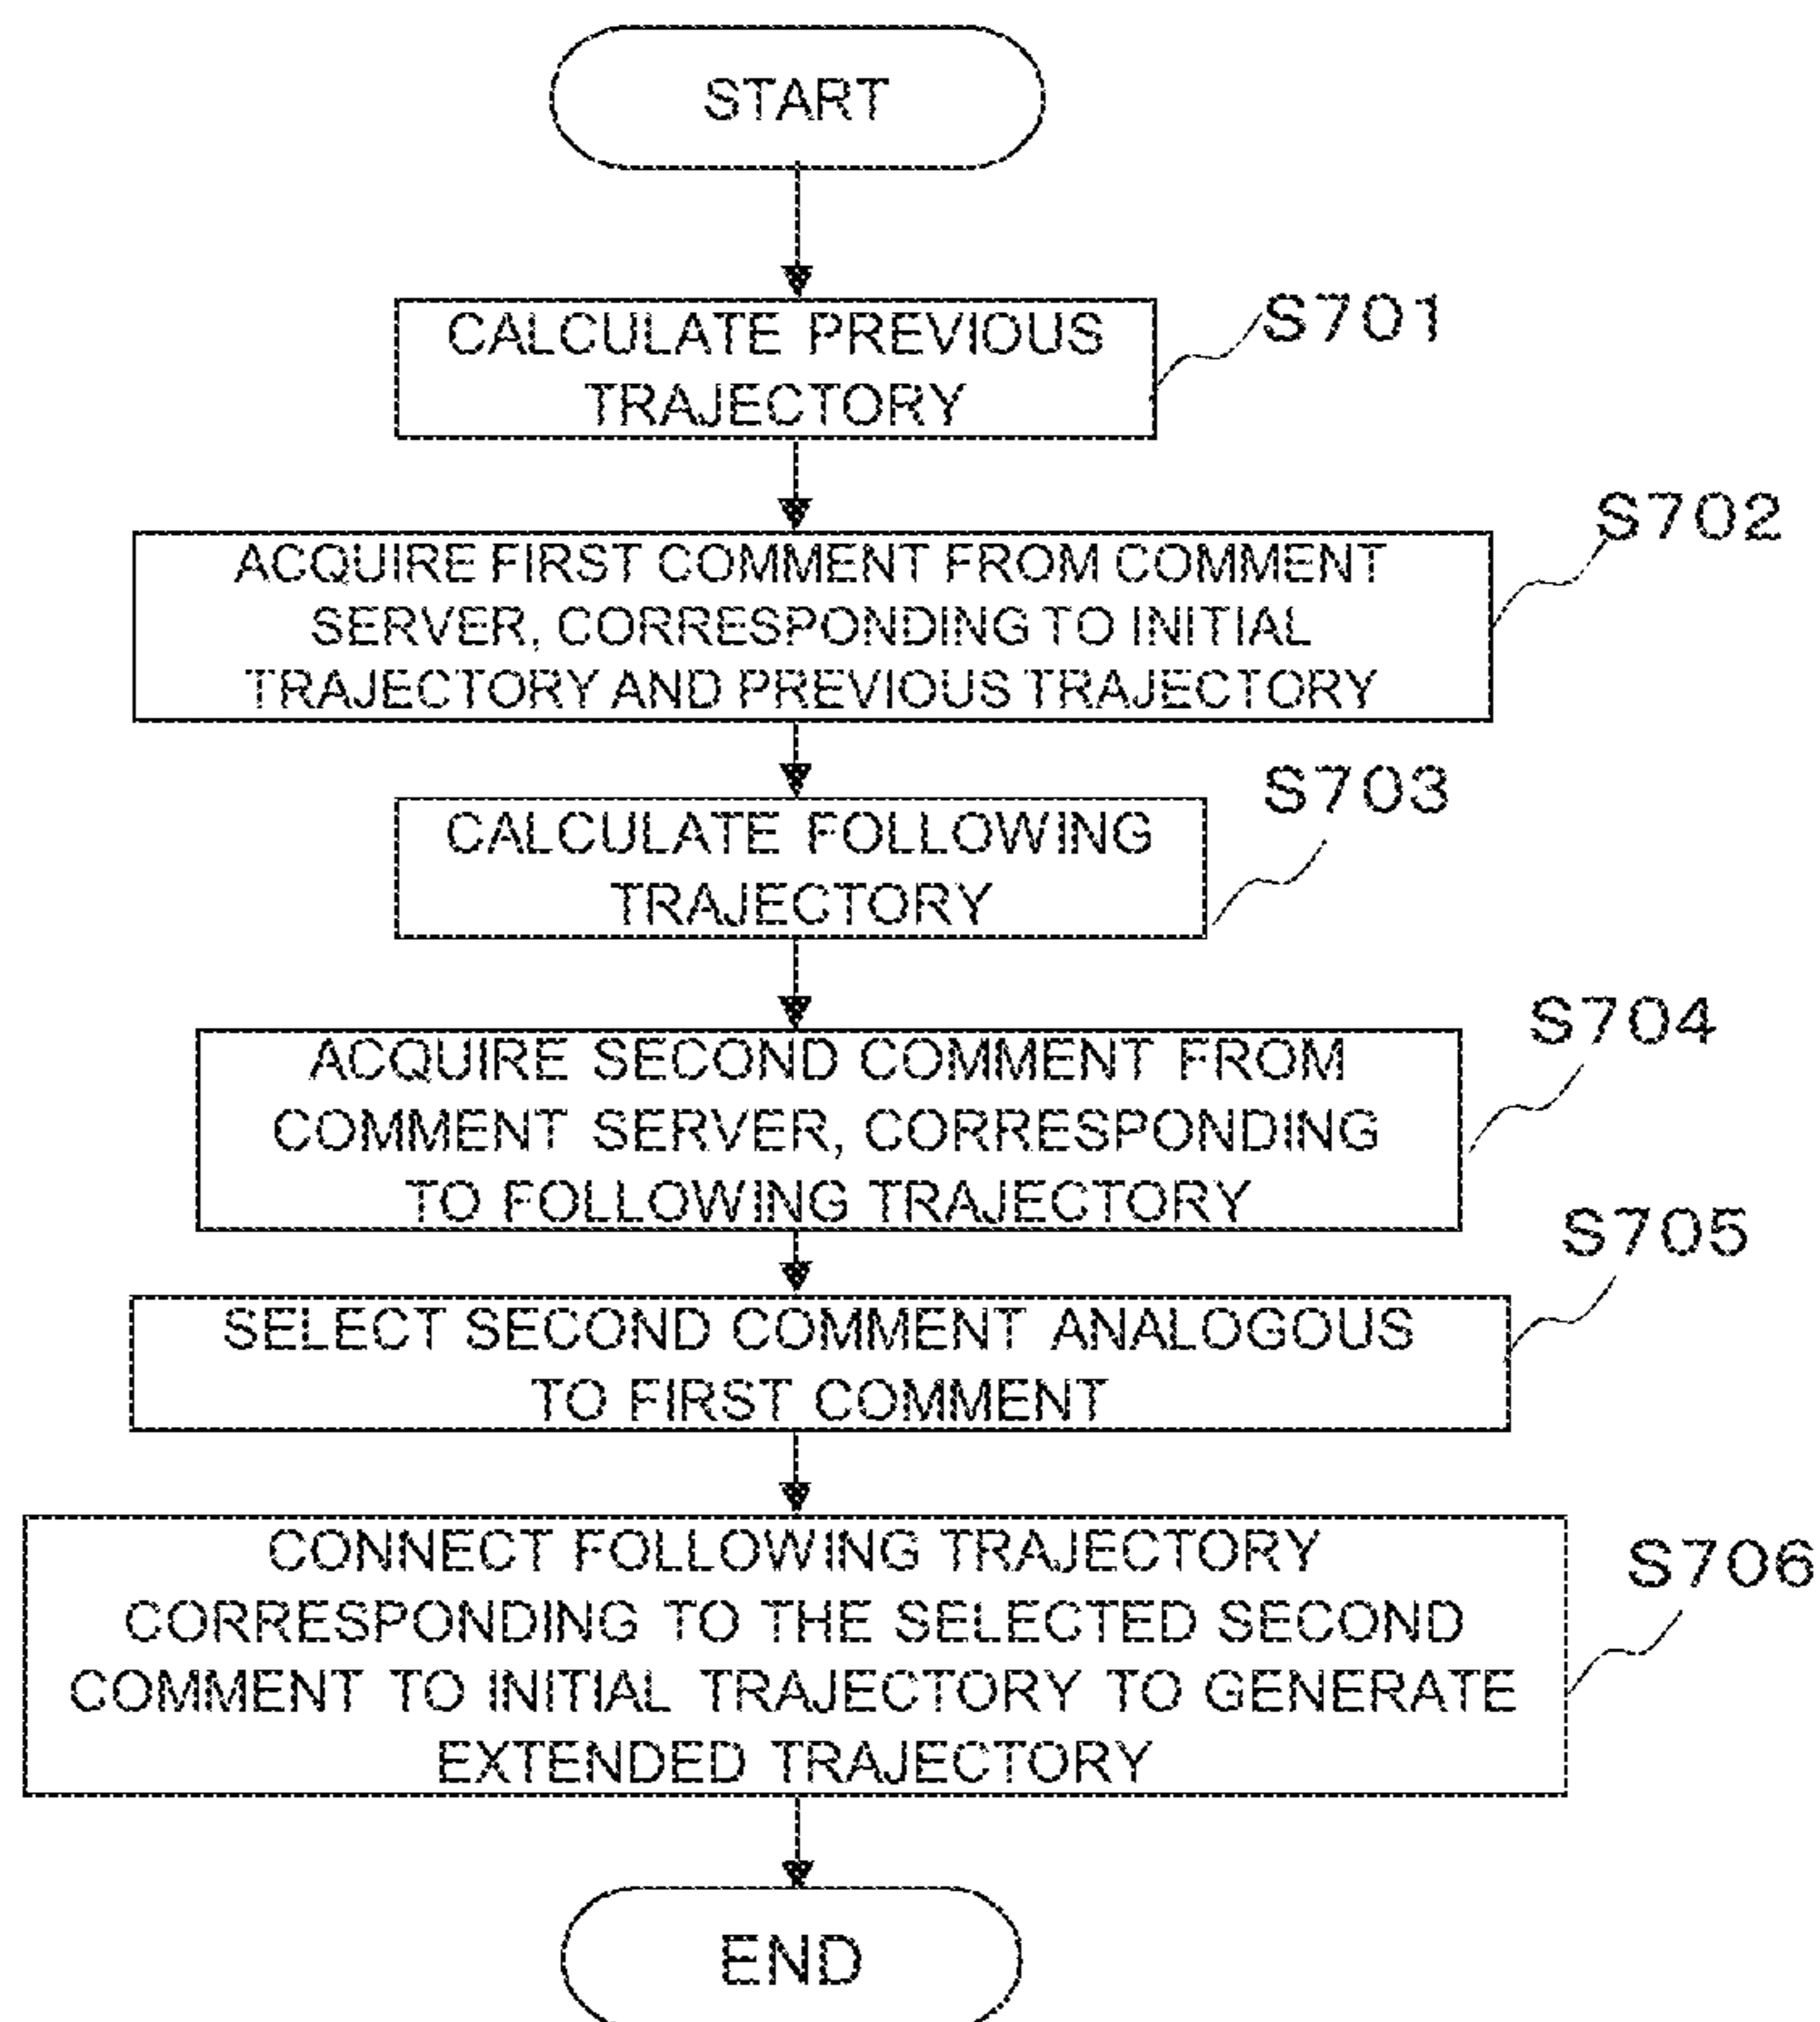 START
CALCULATE PREVIOUS
TRAJECTORY
S701
ACQUIRE FIRST COMMENT FROM COMMENT
SERVER, CORRESPONDING TO INITIAL
TRAJECTORY AND PREVIOUS TRAJECTORY
S702
CALCULATE FOLLOWING
TRAJECTORY
S703
ACQUIRE SECOND COMMENT FROM
COMMENT SERVER, CORRESPONDING
TO FOLLOWING TRAJECTORY
S704
SELECT SECOND COMMENT ANALOGOUS
TO FIRST COMMENT
S705
CONNECT FOLLOWING TRAJECTORY
CORRESPONDING TO THE SELECTED SECOND
COMMENT TO INITIAL TRAJECTORY TO GENERATE
EXTENDED TRAJECTORY
S706
END